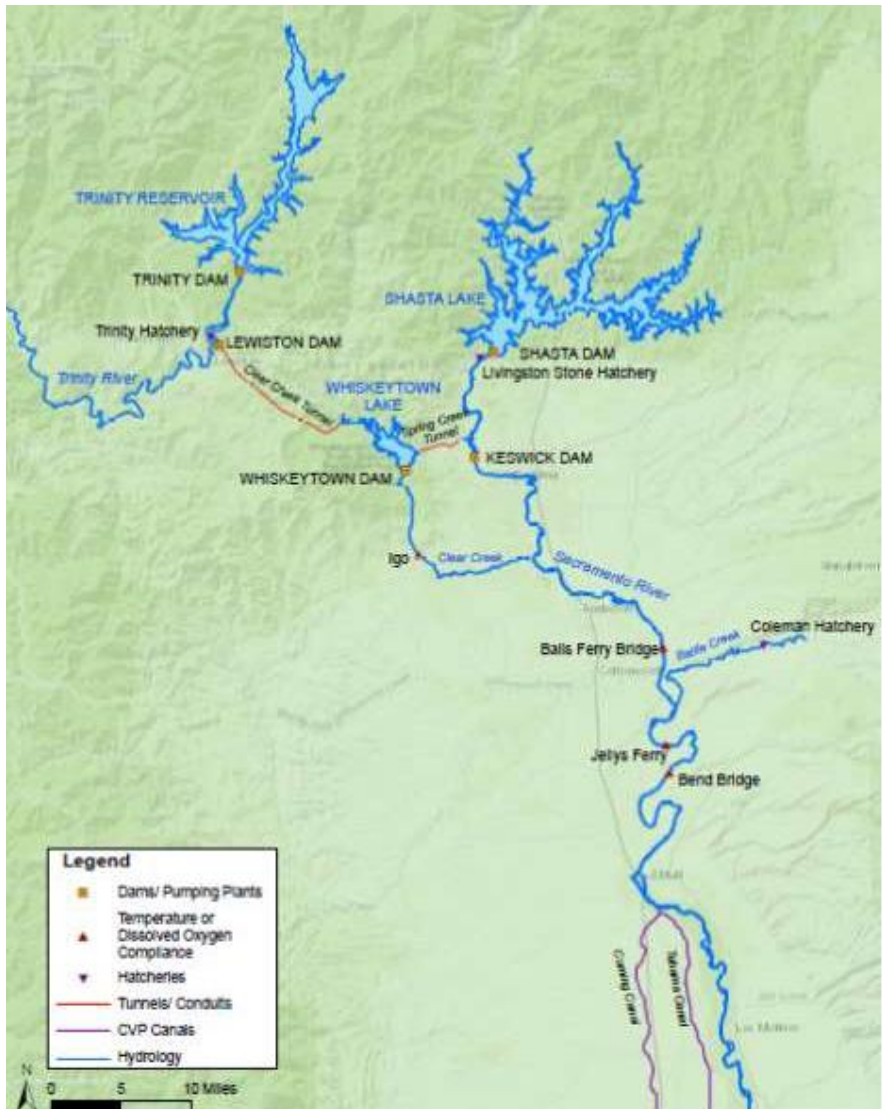 TRINITY RESERVOIR
TRINITY DAM
SHASTA LAKE
Trinity Hatchery
LEWISTON DAM
SHASTA DAM
Livingston Stone Hatchery
Trinity River
Clear Creek Tunnel
WHISKEYTOWN
LAKE
Spring Creek
Tunnel
KESWICK DAM
WHISKEYTOWN DAM
Igo
Clear Creek
Sacramento River
Coleman Hatchery
Balls Ferry Bridge
Battle Creek
Jellys Ferry
Bend Bridge
Corning Canal
Tehama Canal
Legend
Dams/ Pumping Plants
Temperature or
Dissolved Oxygen
Compliance
Hatcheries
Tunnels/ Conduits
CVP Canals
Hydrology
N
0 5 10 Miles